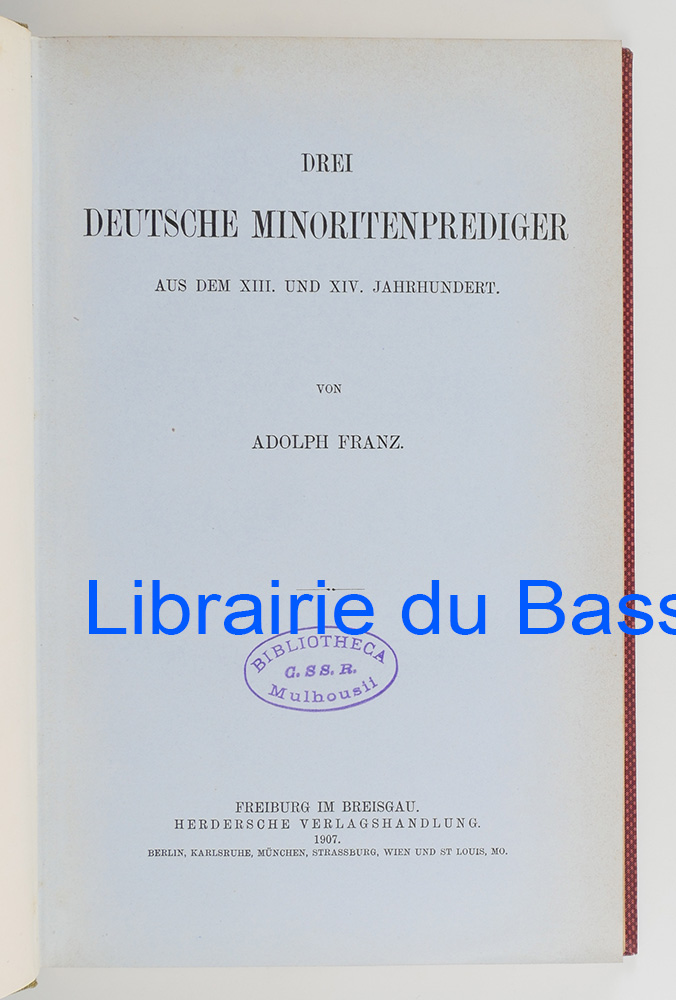 DREI
DEUTSCHE MINORITENPREDIGER
AUS DEM XIII. UND XIV. JAHRHUNDERT.
VON
ADOLPH FRANZ.
Librairie du Bass
BIBLIOTHECA
C. SS. R.
Mulhousii
FREIBURG IM BREISGAU.
HERDERSCHE VERLAGSHANDLUNG.
1907.
BERLIN, KARLSRUHE, MÜNCHEN, STRASSBURG, WIEN UND ST LOUIS, MO.